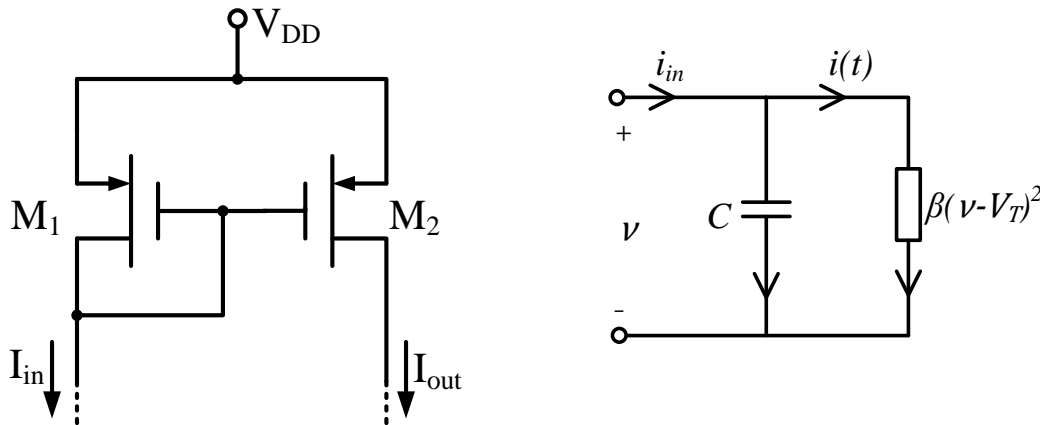 V_DD
M_1
M_2
I_in
I_out
i_in
i(t)
+
ν
C
β(ν-V_T)^2
-